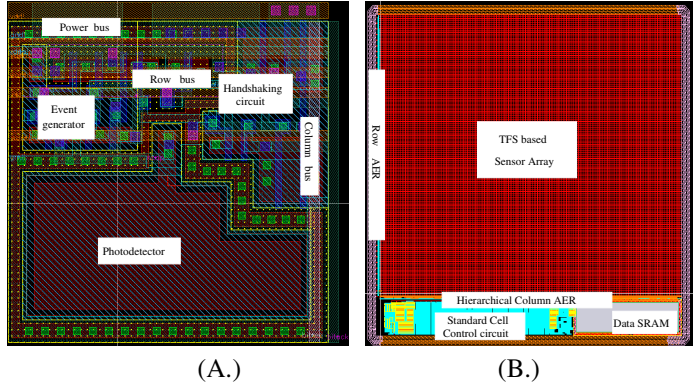 Power bus
Row bus
Handshaking
circuit
Event
generator
Column bus
Photodetector
(A.)
Row AER
TFS based
Sensor Array
Hierarchical Column AER
Standard Cell
Control circuit
Data SRAM
(B.)